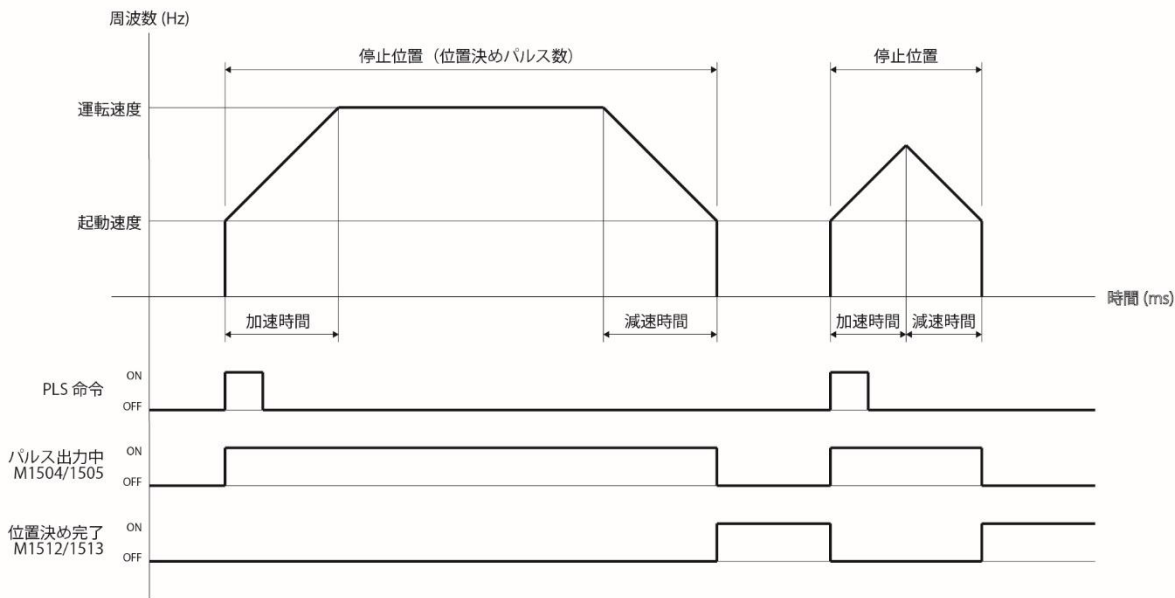 周波数 (Hz)
停止位置（位置決めパルス数）
停止位置
運転速度
起動速度
時間 (ms)
加速時間
減速時間
加速時間
減速時間
PLS 命令
ON
OFF
パルス出力中
M1504/1505
ON
OFF
位置決め完了
M1512/1513
ON
OFF